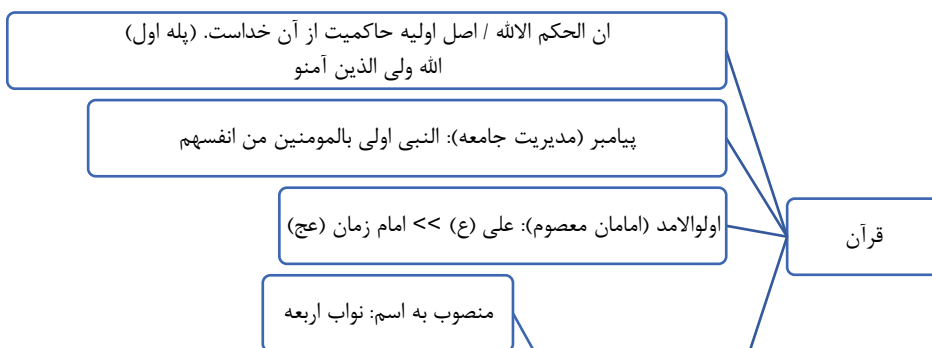 ان الحکم الالله / اصل اولیه حاکمیت از آن خداست. (پله اول)
الله ولی الذین آمنو
پیامبر (مدیریت جامعه): النبی اولی بالمومنین من انفسهم
اولوالامد (امامان معصوم): علی (ع) >> امام زمان (عج)
قرآن
منصوب به اسم: نواب اربعه